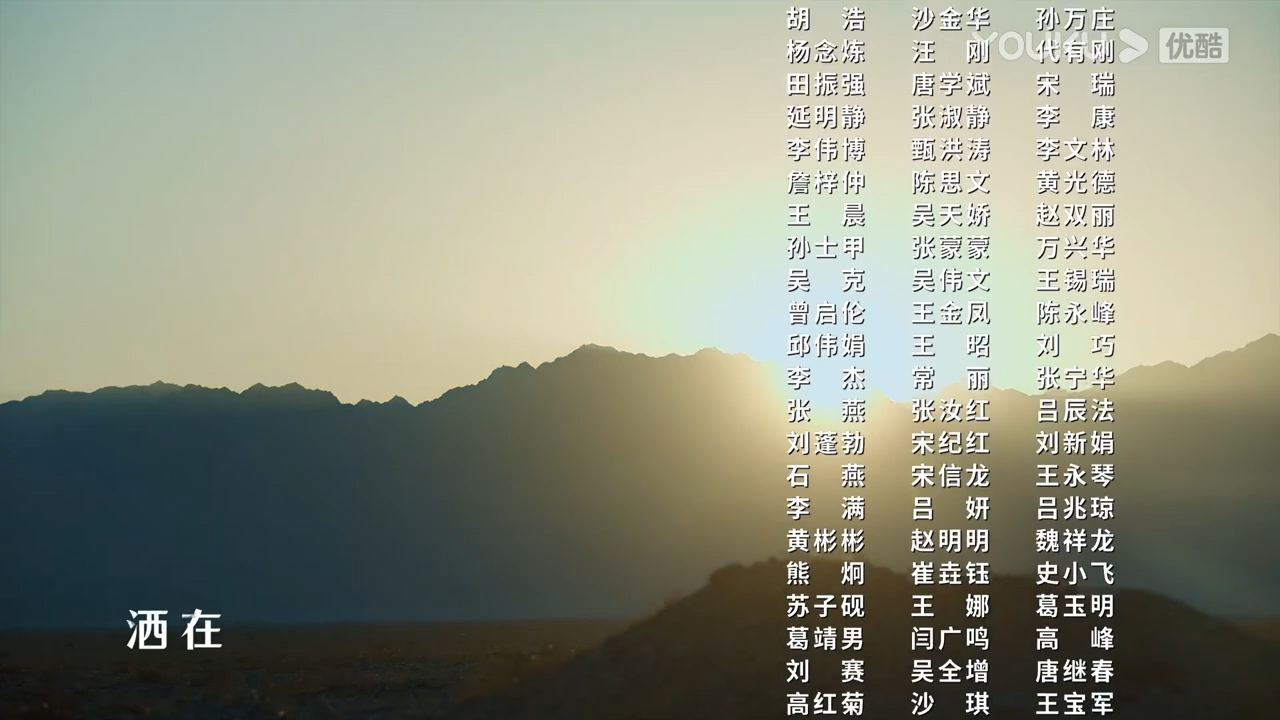 胡 浩 沙金华 孙万庄
YOUKU 优酷
杨念炼 汪 刚 代有刚
田振强 唐学斌 宋 瑞
延明静 张淑静 李 康
李伟博 甄洪涛 李文林
詹梓仲 陈思文 黄光德
王 晨 吴天娇 赵双丽
孙士甲 张蒙蒙 万兴华
吴 克 吴伟文 王锡瑞
曾启伦 王金凤 陈永峰
邱伟娟 王 昭 刘 巧
李 杰 常 丽 张宁华
张 燕 张汝红 吕辰法
刘蓬勃 宋纪红 刘新娟
石 燕 宋信龙 王永琴
李 满 吕 妍 吕兆琼
黄彬彬 赵明明 魏祥龙
熊 炯 崔垚钰 史小飞
苏子砚 王 娜 葛玉明
葛靖男 闫广鸣 高 峰
刘 赛 吴全增 唐继春
高红菊 沙 琪 王宝军
洒在